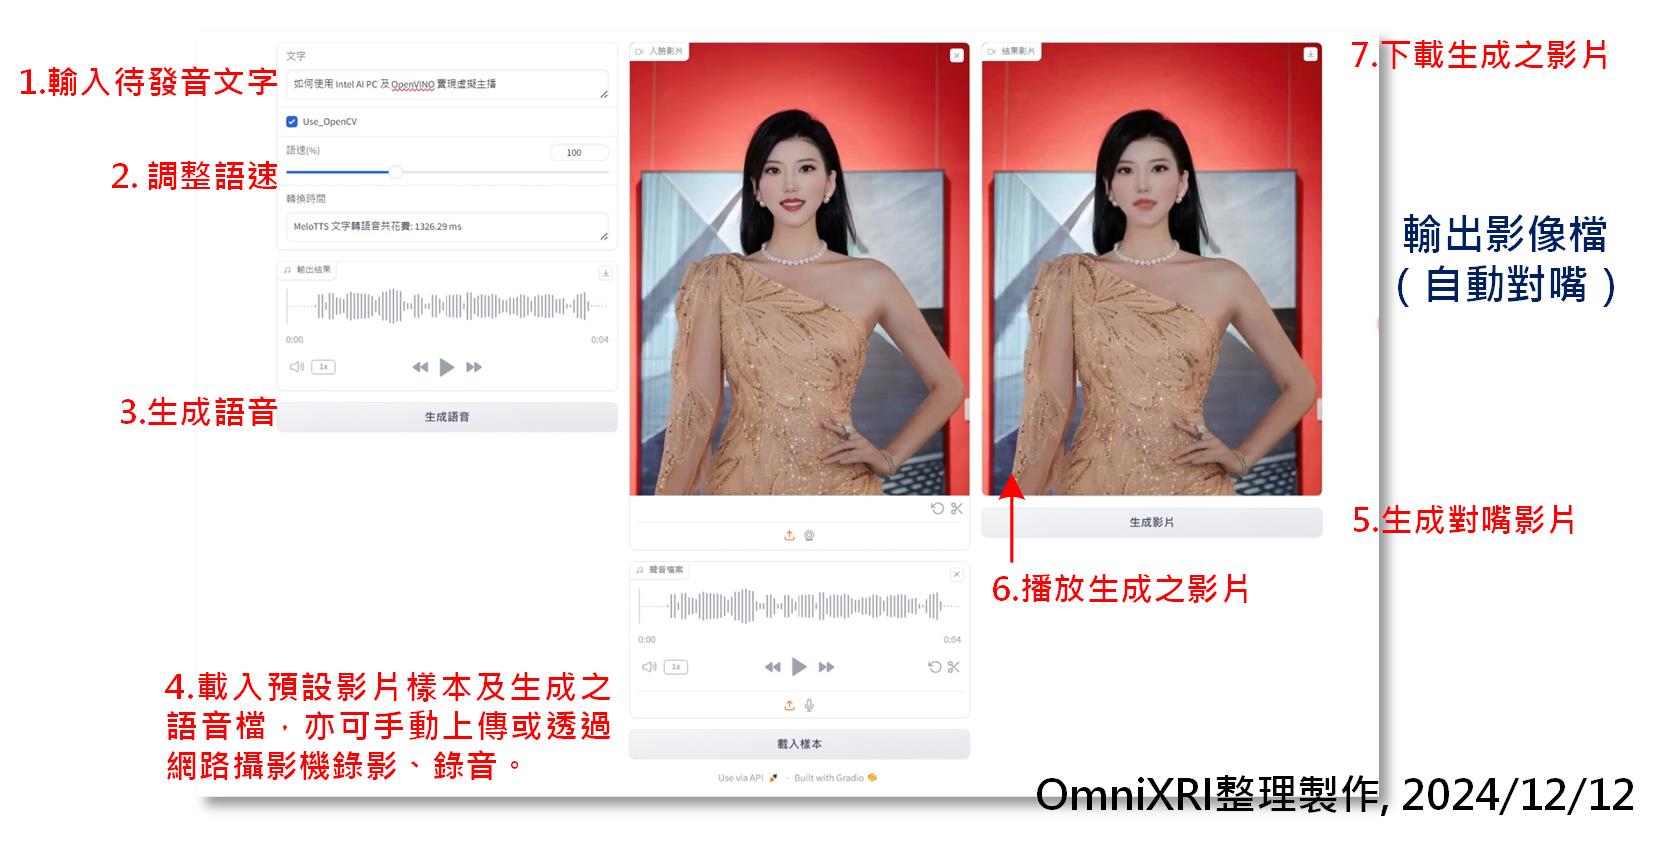 1.輸入待發音文字
2. 調整語速
3.生成語音
4.載入預設影片樣本及生成之
語音檔，亦可手動上傳或透過
網路攝影機錄影、錄音。
文字
如何使用 Intel AI PC 及 OpenVINO 實現虛擬主播
Use_OpenCV
語速(%)
100
轉換時間
MeloTTS 文字轉語音共花費: 1326.29 ms
輸出結果
0:00
0:04
1x
生成語音
人臉影片
聲音檔案
0:00
0:04
1x
載入樣本
Use via API · Built with Gradio
結果影片
生成影片
6.播放生成之影片
7.下載生成之影片
輸出影像檔
（自動對嘴）
5.生成對嘴影片
OmniXRI整理製作, 2024/12/12